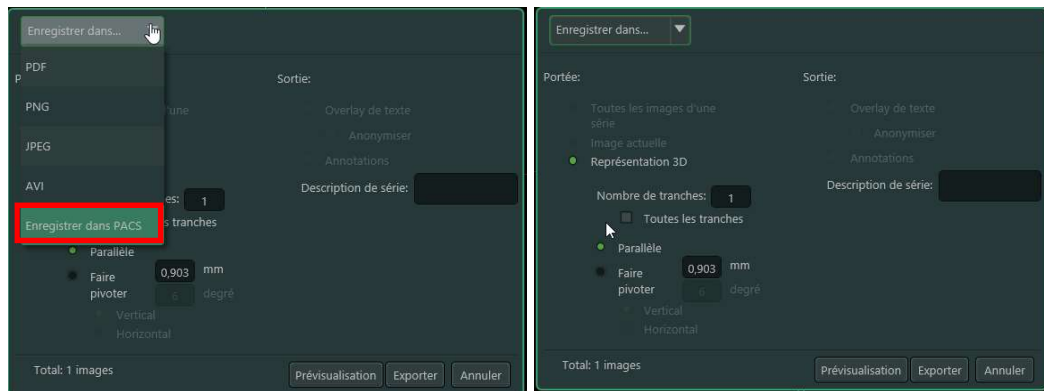 Enregistrer dans...
PDF
P
Sortie:
PNG
'une
Overlay de texte
Anonymiser
JPEG
Annotations
AVI
es: 1
Description de série:
Enregistrer dans PACS
s tranches
Parallèle
Faire pivoter
0,903 mm
6 degré
Vertical
Horizontal
Total: 1 images
Prévisualisation Exporter Annuler
Enregistrer dans...
Portée:
Sortie:
Toutes les images d'une
série
Overlay de texte
Anonymiser
Image actuelle
Annotations
Représentation 3D
Nombre de tranches: 1
Description de série:
Toutes les tranches
Parallèle
Faire pivoter
0,903 mm
6 degré
Vertical
Horizontal
Total: 1 images
Prévisualisation Exporter Annuler